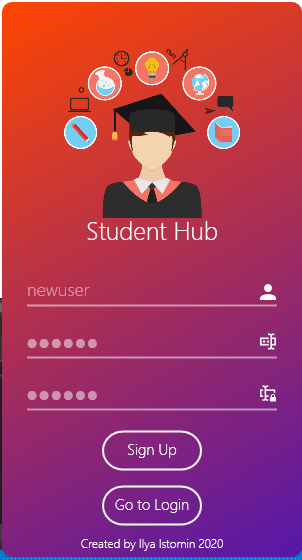 Student Hub
newuser
●●●●●●
●●●●●●
Sign Up
Go to Login
Created by Ilya Istomin 2020